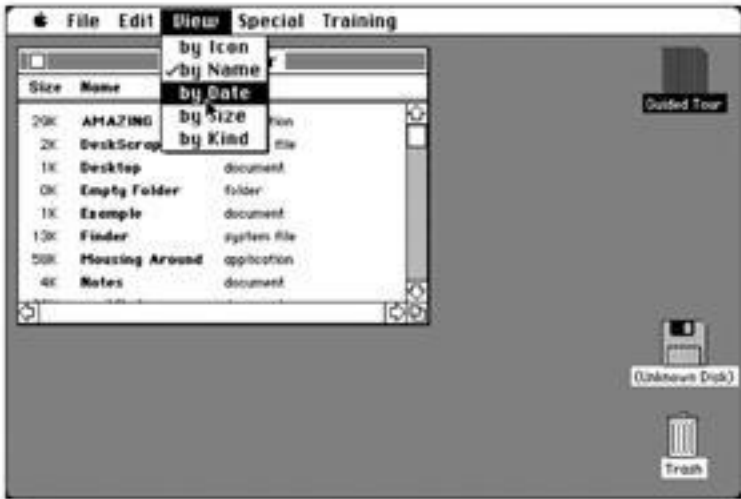 File Edit View Special Training
by Icon
by Name
by Date
by Size
by Kind
Size Name
29K AMAZING
2K DeskScrap file
1K Desktop document
0K Empty Folder folder
1K Example document
13K Finder system file
58K Mousing Around application
4K Notes document
Guided Tour
(Unknown Disk)
Trash